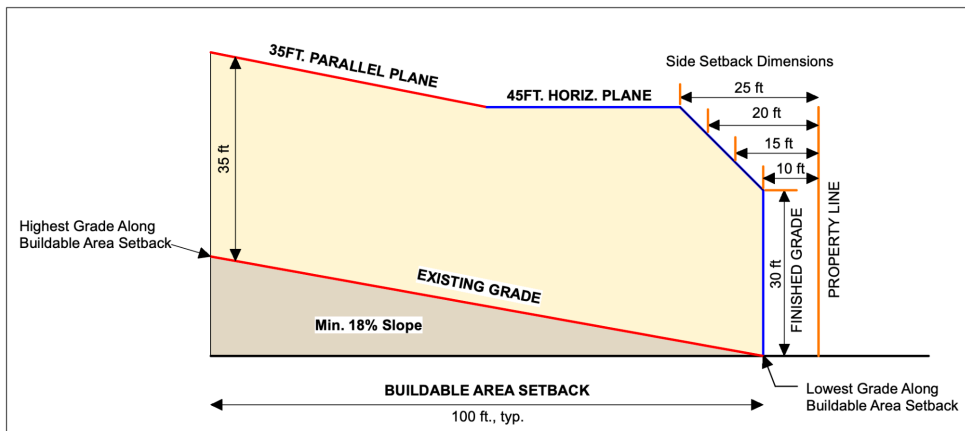 35FT. PARALLEL PLANE
Side Setback Dimensions
25 ft
45FT. HORIZ. PLANE
20 ft
15 ft
10 ft
35 ft
Highest Grade Along
Buildable Area Setback
EXISTING GRADE
30 ft
FINISHED GRADE
PROPERTY LINE
Min. 18% Slope
BUILDABLE AREA SETBACK
100 ft., typ.
Lowest Grade Along
Buildable Area Setback